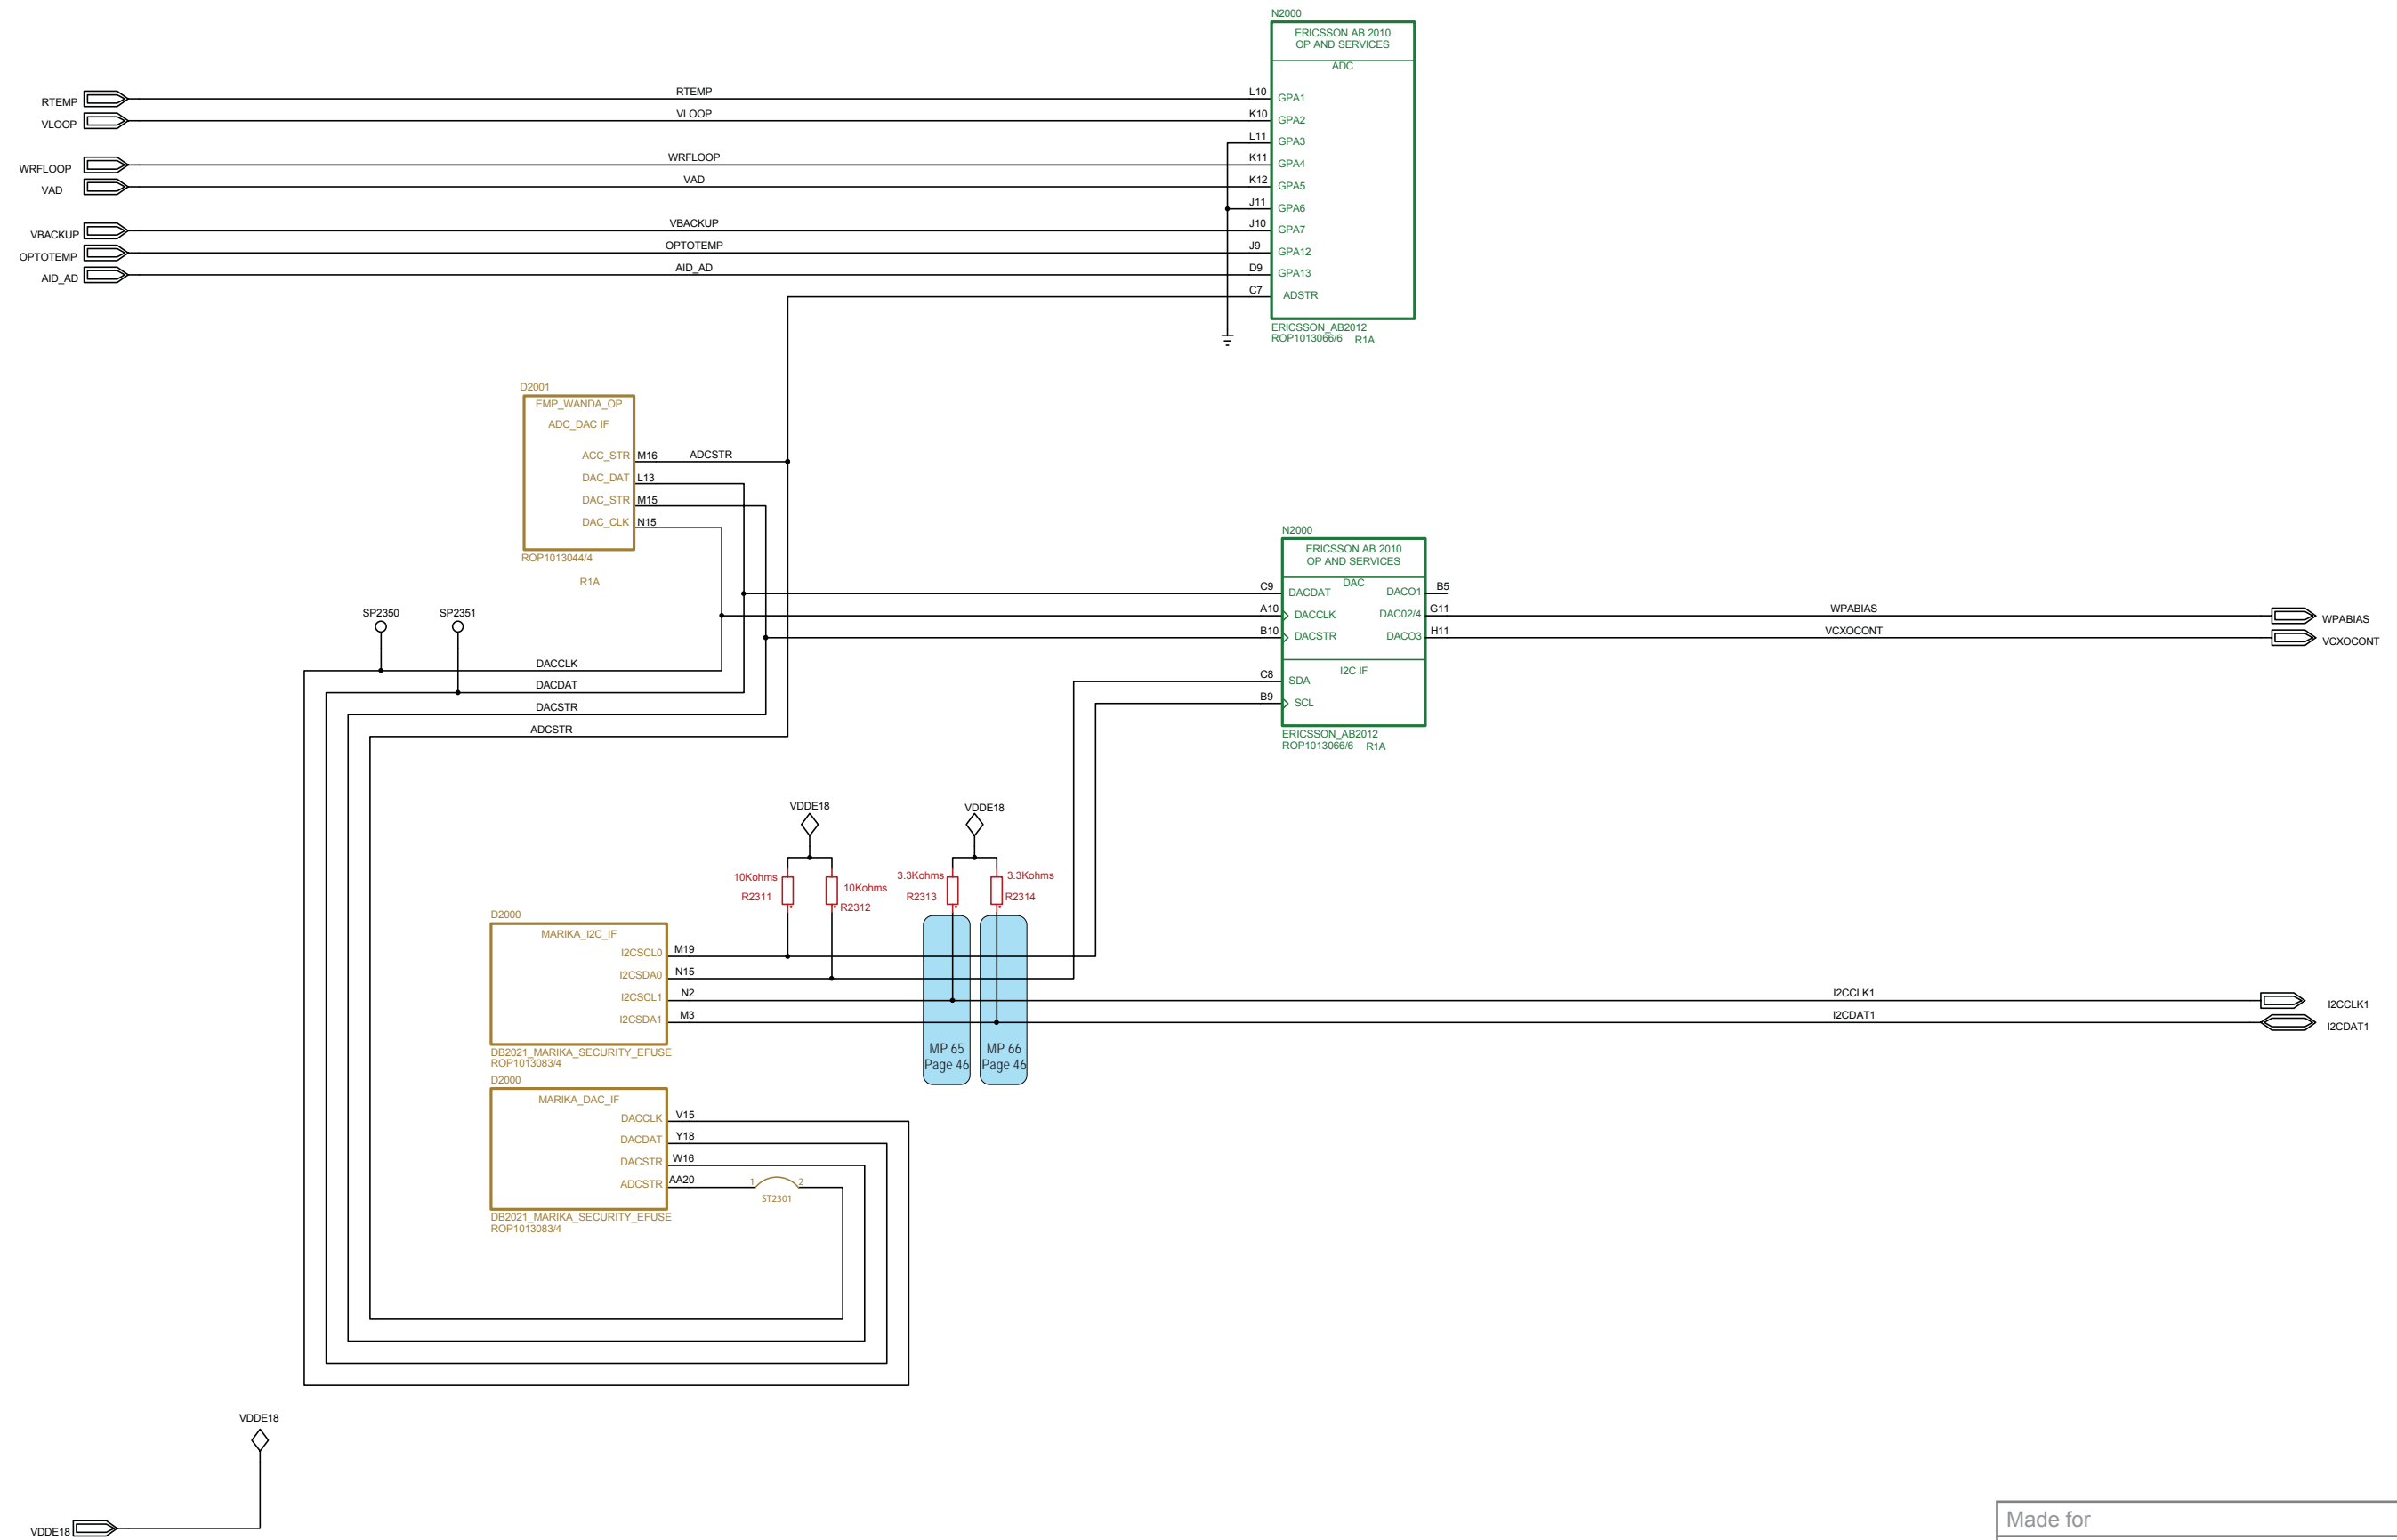 N2000
ERICSSON AB 2010
OP AND SERVICES
ADC
RTEMP RTEMP L10 GPA1
VLOOP VLOOP K10 GPA2
L11 GPA3
WRFLOOP WRFLOOP K11 GPA4
VAD VAD K12 GPA5
J11 GPA6
VBACKUP VBACKUP J10 GPA7
OPTOTEMP OPTOTEMP J9 GPA12
AID_AD AID_AD D9 GPA13
C7 ADSTR
ERICSSON_AB2012
ROP1013066/6 R1A
D2001
EMP_WANDA_OP
ADC_DAC IF
ACC_STR M16 ADCSTR
DAC_DAT L13
DAC_STR M15
DAC_CLK N15
ROP1013044/4
R1A
N2000
ERICSSON AB 2010
OP AND SERVICES
DAC
C9 DACDAT DACO1 B5
A10 DACCLK DAC02/4 G11 WPABIAS WPABIAS
B10 DACSTR DACO3 H11 VCXOCONT VCXOCONT
I2C IF
C8 SDA
B9 SCL
ERICSSON_AB2012
ROP1013066/6 R1A
SP2350 SP2351
DACCLK
DACDAT
DACSTR
ADCSTR
VDDE18 VDDE18
10Kohms 10Kohms 3.3Kohms 3.3Kohms
R2311 R2312 R2313 R2314
D2000
MARIKA_I2C_IF
I2CSCL0 M19
I2CSDA0 N15
I2CSCL1 N2 I2CCLK1 I2CCLK1
I2CSDA1 M3 I2CDAT1 I2CDAT1
DB2021_MARIKA_SECURITY_EFUSE
ROP1013083/4
MP 65 MP 66
Page 46 Page 46
D2000
MARIKA_DAC_IF
DACCLK V15
DACDAT Y18
DACSTR W16
ADCSTR AA20 1 2
ST2301
DB2021_MARIKA_SECURITY_EFUSE
ROP1013083/4
VDDE18
VDDE18
Made for